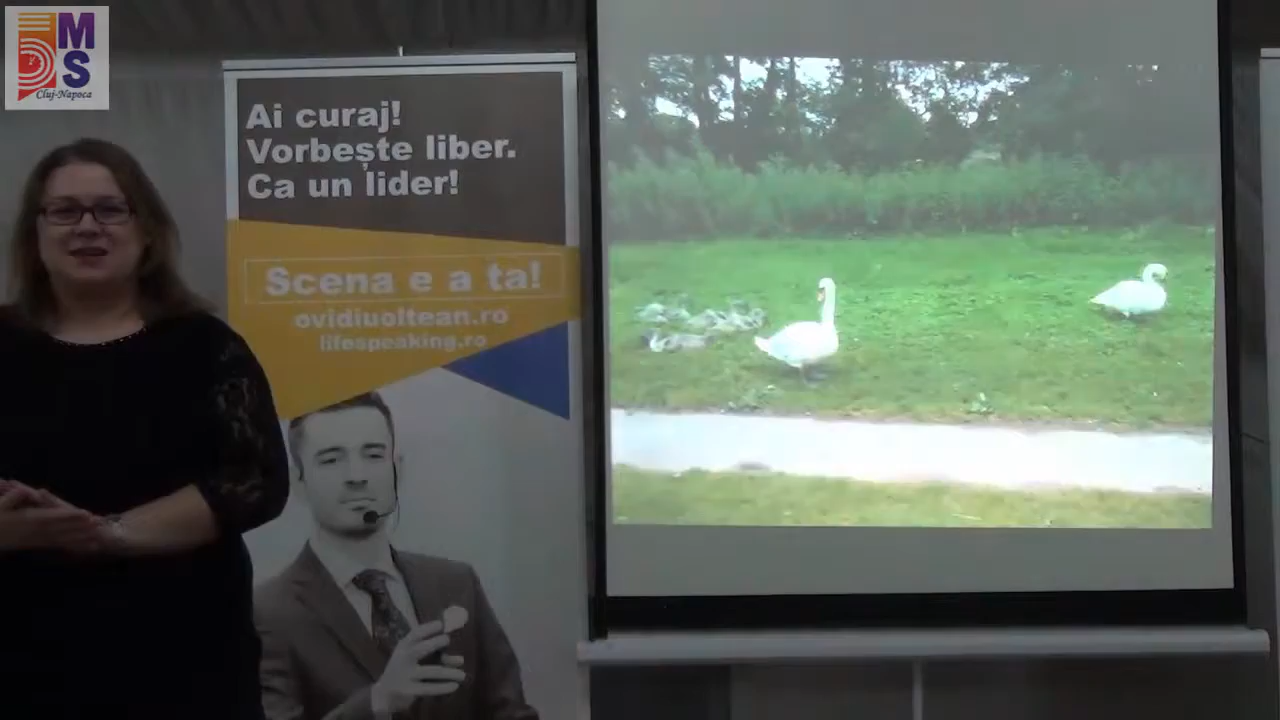 MS
Cluj-Napoca
Ai curaj!
Vorbește liber.
Ca un lider!
Scena e a ta!
ovidiuoltean.ro
lifespeaking.ro